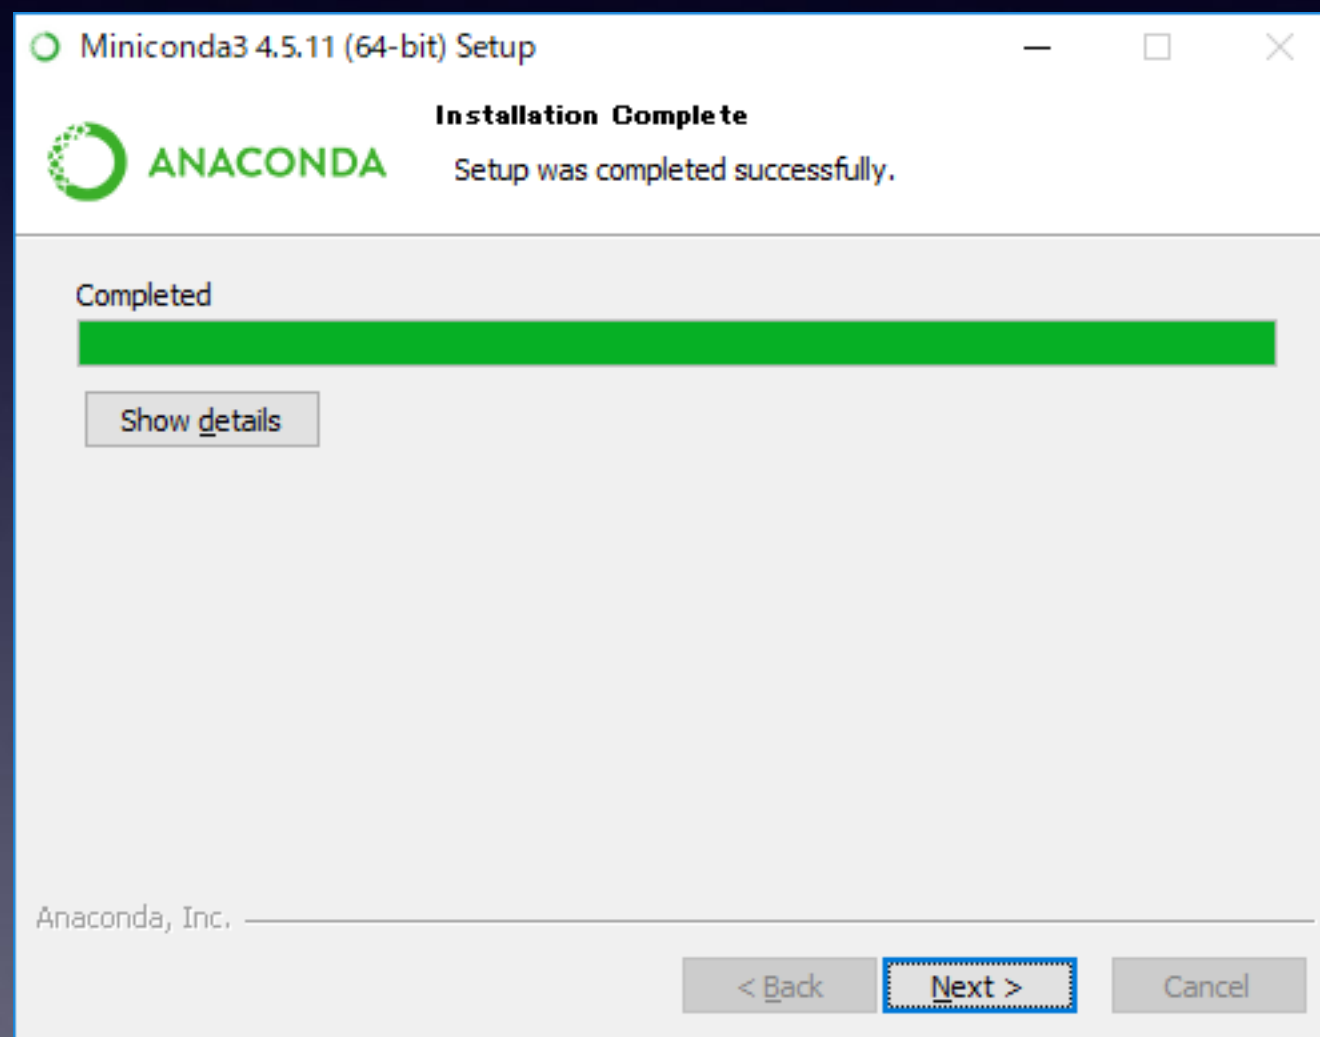 Miniconda3 4.5.11 (64-bit) Setup
ANACONDA
Installation Complete
Setup was completed successfully.
Completed
Show details
Anaconda, Inc.
< Back
Next >
Cancel